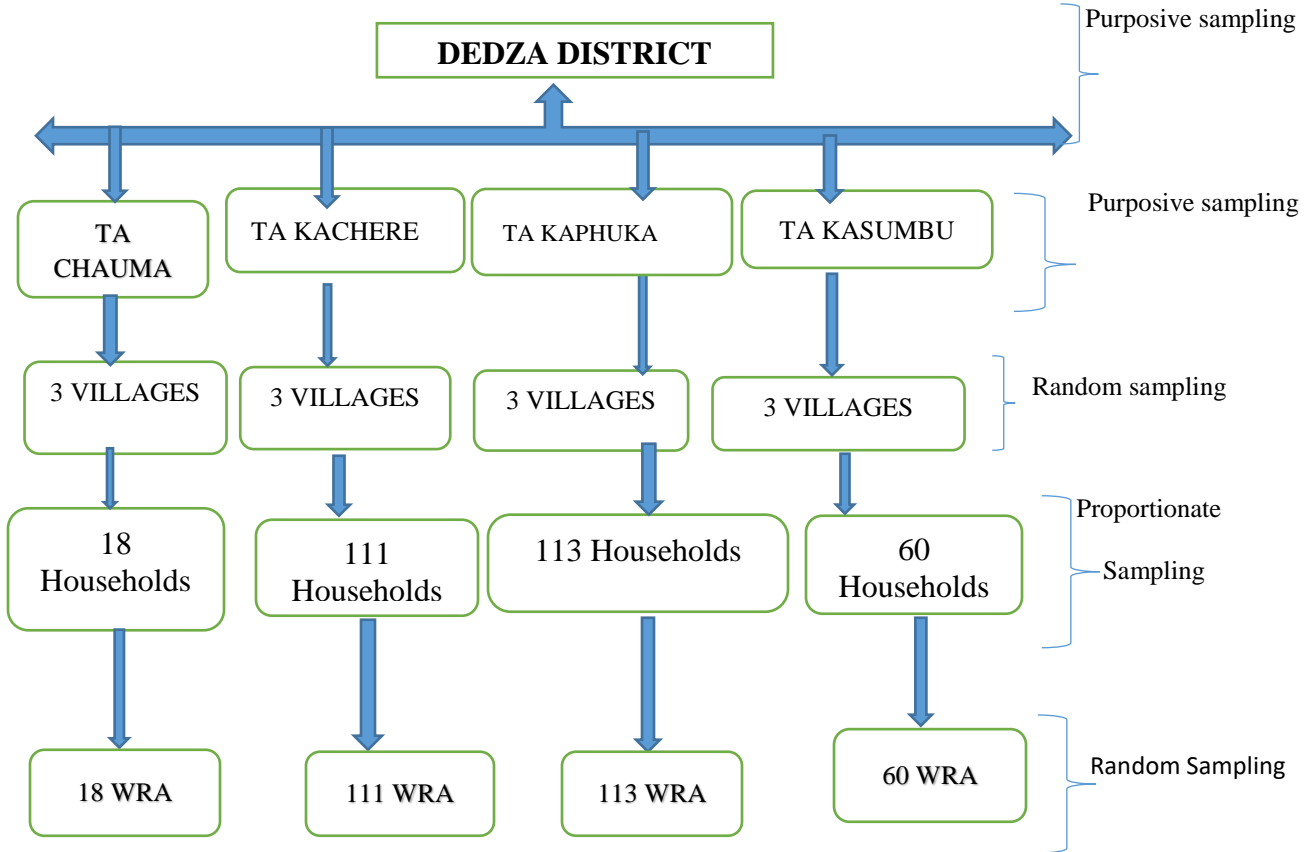 Purposive sampling
DEDZA DISTRICT
Purposive sampling
TA
CHAUMA
TA KACHERE
TA KAPHUKA
TA KASUMBU
3 VILLAGES
3 VILLAGES
3 VILLAGES
3 VILLAGES
Random sampling
18
Households
111
Households
113 Households
60
Households
Proportionate
Sampling
18 WRA
111 WRA
113 WRA
60 WRA
Random Sampling